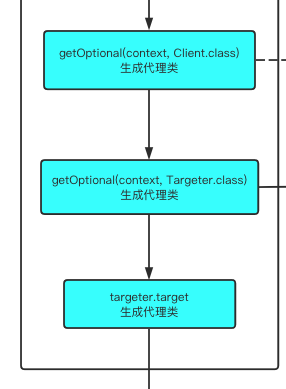 getOptional(context, Client.class)
生成代理类
getOptional(context, Targeter.class)
生成代理类
targeter.target
生成代理类